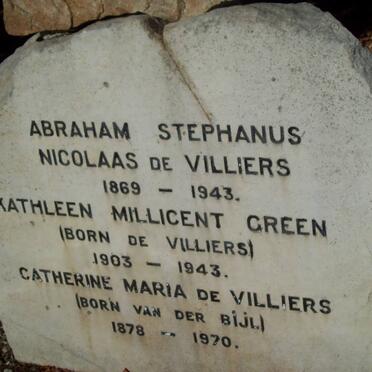 ABRAHAM STEPHANUS
NICOLAAS DE VILLIERS
1869 – 1943.
KATHLEEN MILLICENT GREEN
(BORN DE VILLIERS)
1903 – 1943.
CATHERINE MARIA DE VILLIERS
(BORN VAN DER BIJL)
1878 – 1970.